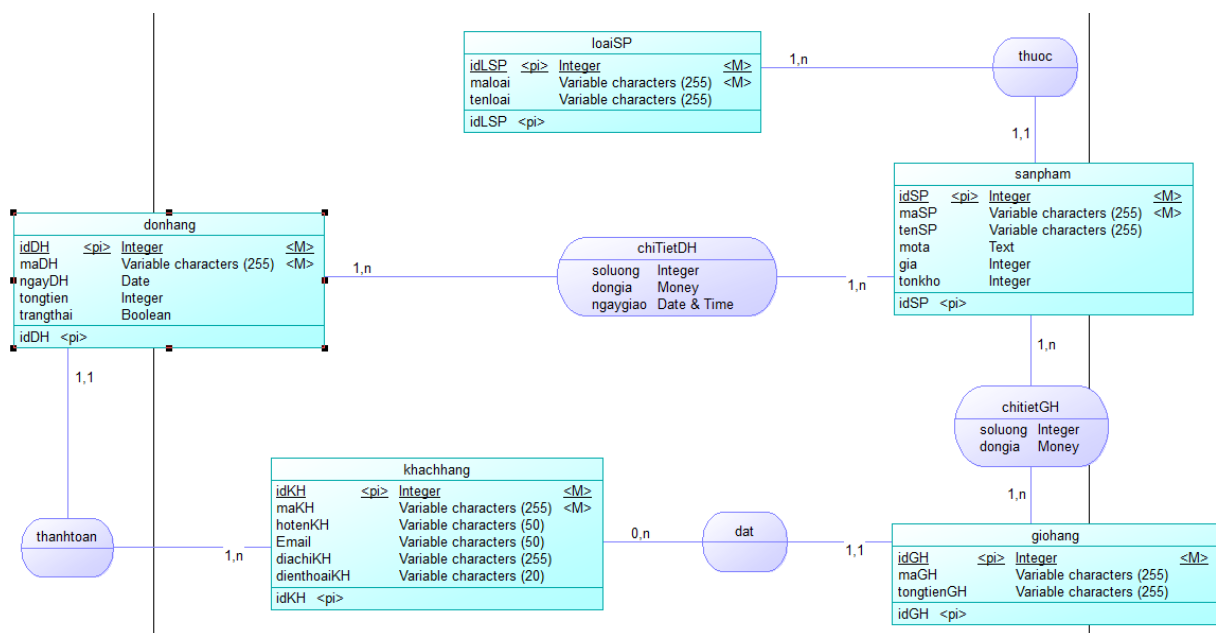 loaiSP
idLSP <pi> Integer <M>
maloai Variable characters (255) <M>
tenloai Variable characters (255)
idLSP <pi>
1,n
thuoc
1,1
sanpham
idSP <pi> Integer <M>
maSP Variable characters (255) <M>
tenSP Variable characters (255)
mota Text
gia Integer
tonkho Integer
idSP <pi>
donhang
idDH <pi> Integer <M>
maDH Variable characters (255) <M>
ngayDH Date
tongtien Integer
trangthai Boolean
idDH <pi>
1,n
chiTietDH
soluong Integer
dongia Money
ngaygiao Date & Time
1,n
1,n
chitietGH
soluong Integer
dongia Money
1,n
1,1
thanhtoan
1,n
khachhang
idKH <pi> Integer <M>
maKH Variable characters (255) <M>
hotenKH Variable characters (50)
Email Variable characters (50)
diachiKH Variable characters (255)
dienthoaiKH Variable characters (20)
idKH <pi>
0,n
dat
1,1
giohang
idGH <pi> Integer <M>
maGH Variable characters (255)
tongtienGH Variable characters (255)
idGH <pi>